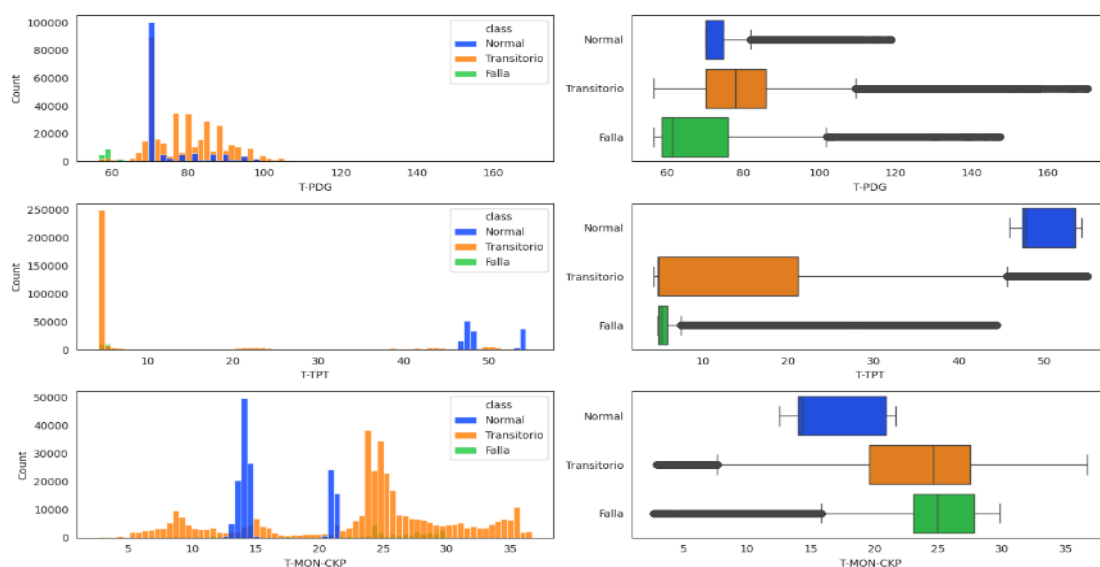 100000
80000
60000
40000
20000
0
Count
60 80 100 120 140 160
T-PDG
class
Normal
Transitorio
Falla
Normal
Transitorio
Falla
60 80 100 120 140 160
T-PDG
250000
200000
150000
100000
50000
0
Count
10 20 30 40 50
T-TPT
class
Normal
Transitorio
Falla
Normal
Transitorio
Falla
10 20 30 40 50
T-TPT
50000
40000
30000
20000
10000
0
Count
5 10 15 20 25 30 35
T-MON-CKP
class
Normal
Transitorio
Falla
Normal
Transitorio
Falla
5 10 15 20 25 30 35
T-MON-CKP